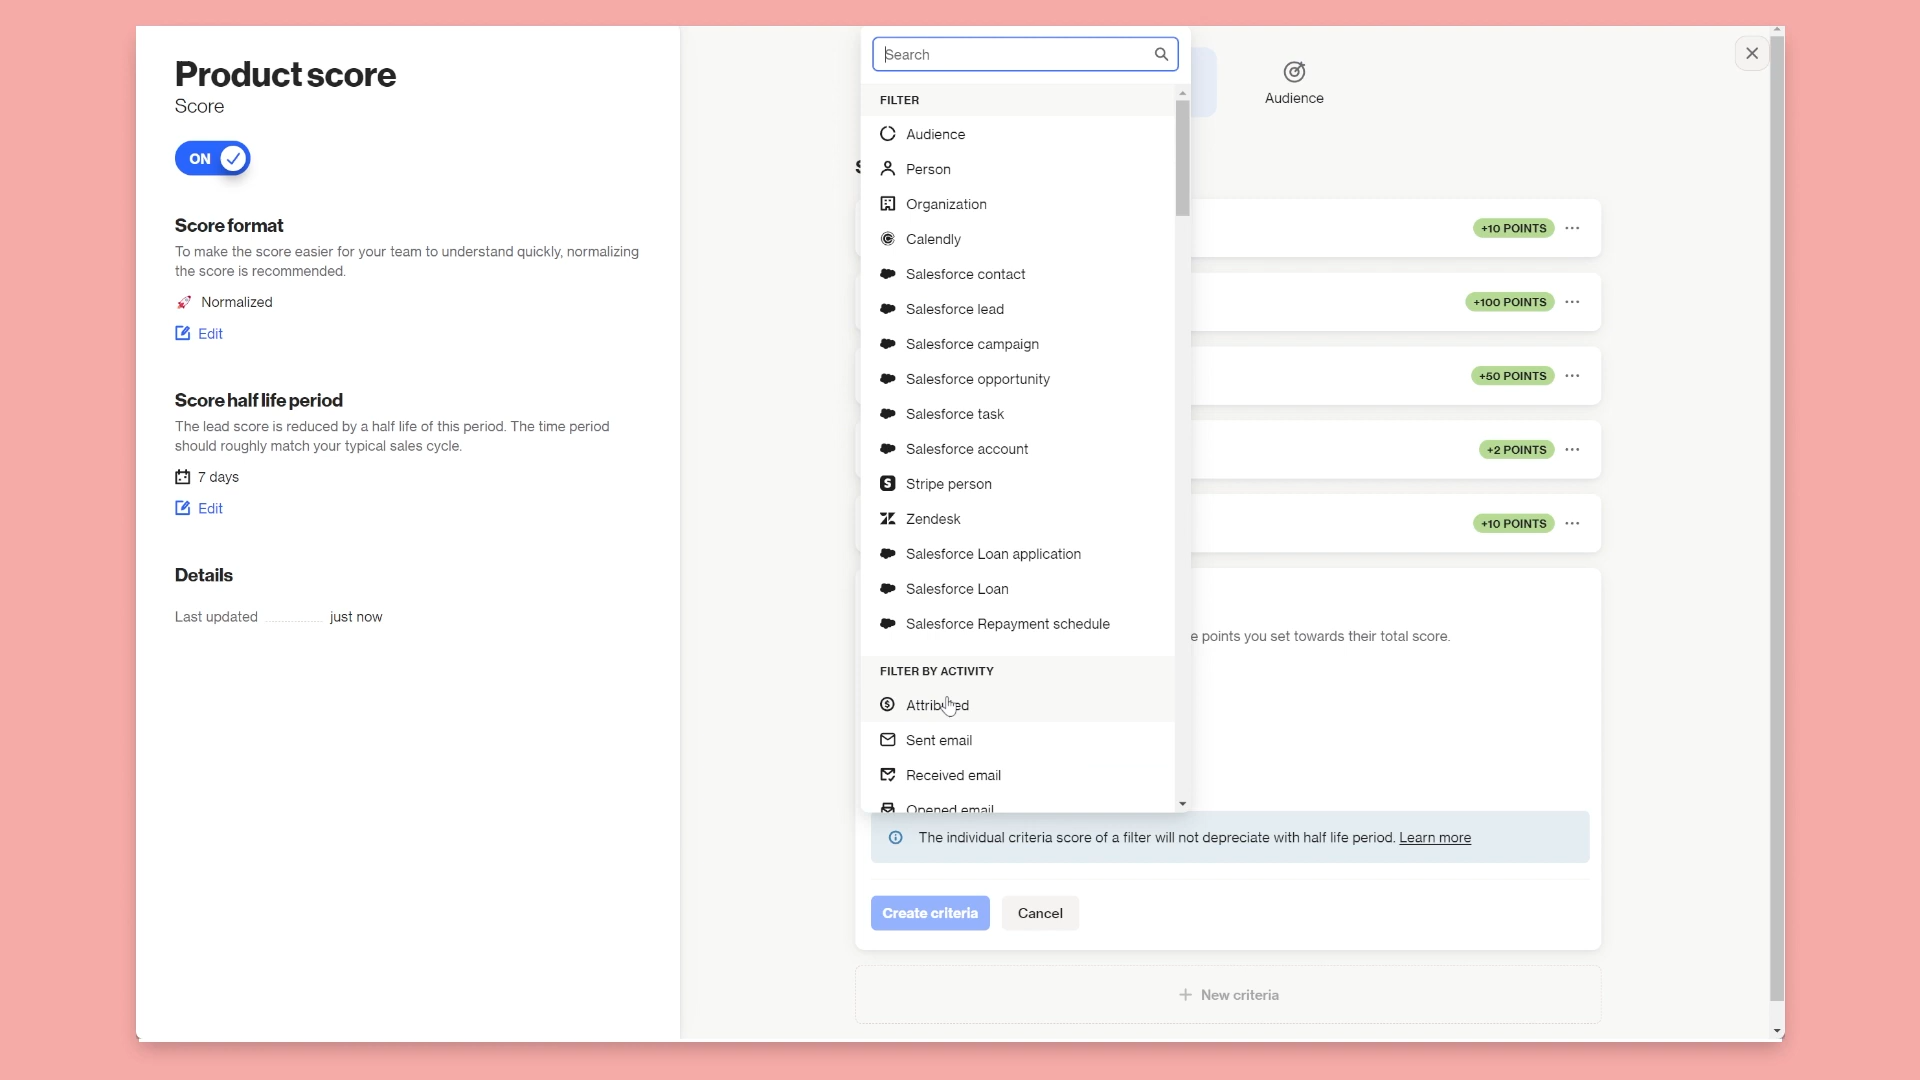 Product score
Score
ON
Score format
To make the score easier for your team to understand quickly, normalizing
the score is recommended.
Normalized
Edit
Score half life period
The lead score is reduced by a half life of this period. The time period
should roughly match your typical sales cycle.
7 days
Edit
Details
Last updated just now
Search
FILTER
Audience
Person
Organization
Calendly
Salesforce contact
Salesforce lead
Salesforce campaign
Salesforce opportunity
Salesforce task
Salesforce account
Stripe person
Zendesk
Salesforce Loan application
Salesforce Loan
Salesforce Repayment schedule
FILTER BY ACTIVITY
Sent email
Received email
Opened email
Audience
+10 POINTS
+100 POINTS
+50 POINTS
+2 POINTS
+10 POINTS
points you set towards their total score.
The individual criteria score of a filter will not depreciate with half life period. Learn more
Create criteria
Cancel
New criteria